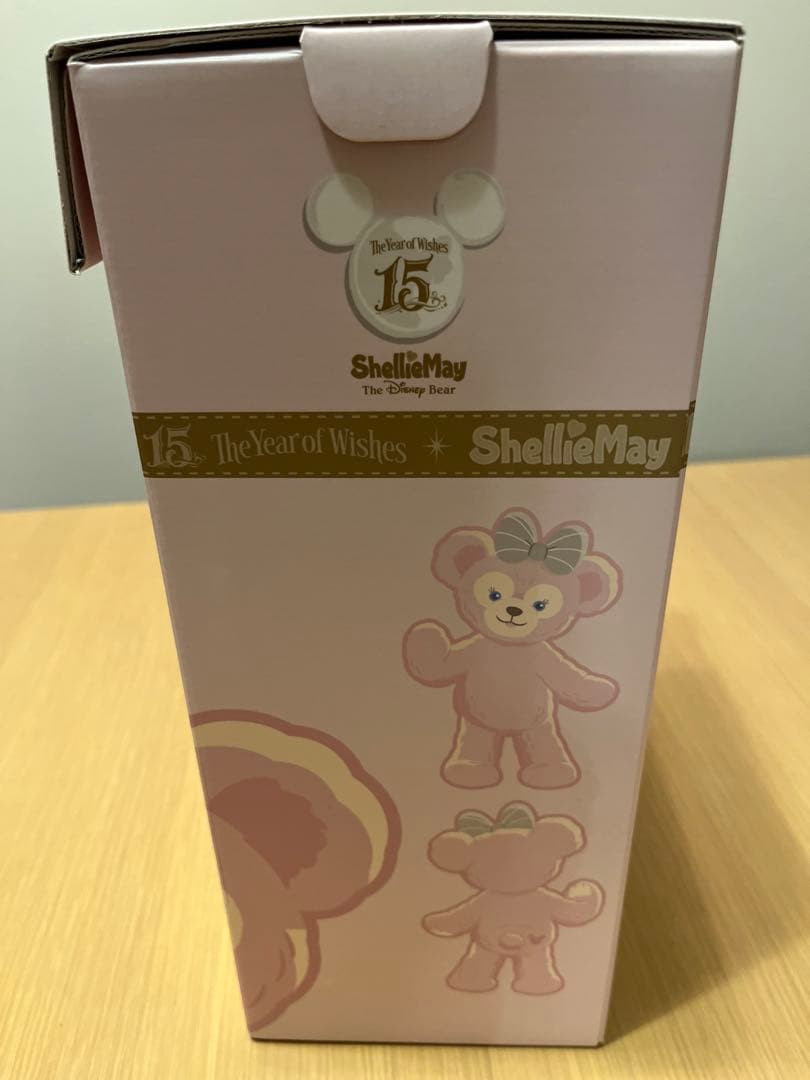 The Year of Wishes
15
ShellieMay
The Disney Bear
15 The Year of Wishes ShellieMay